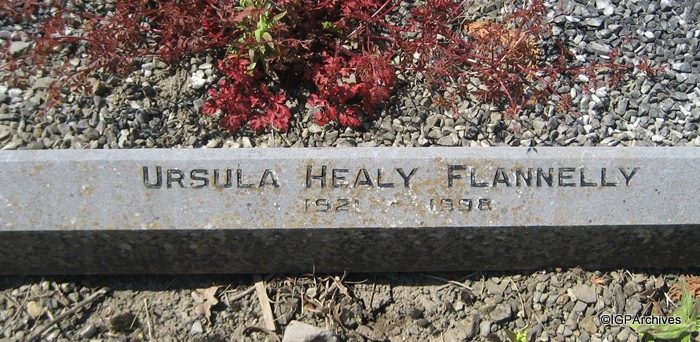 URSULA HEALY FLANNELLY
1921 - 1998
©IGPArchives